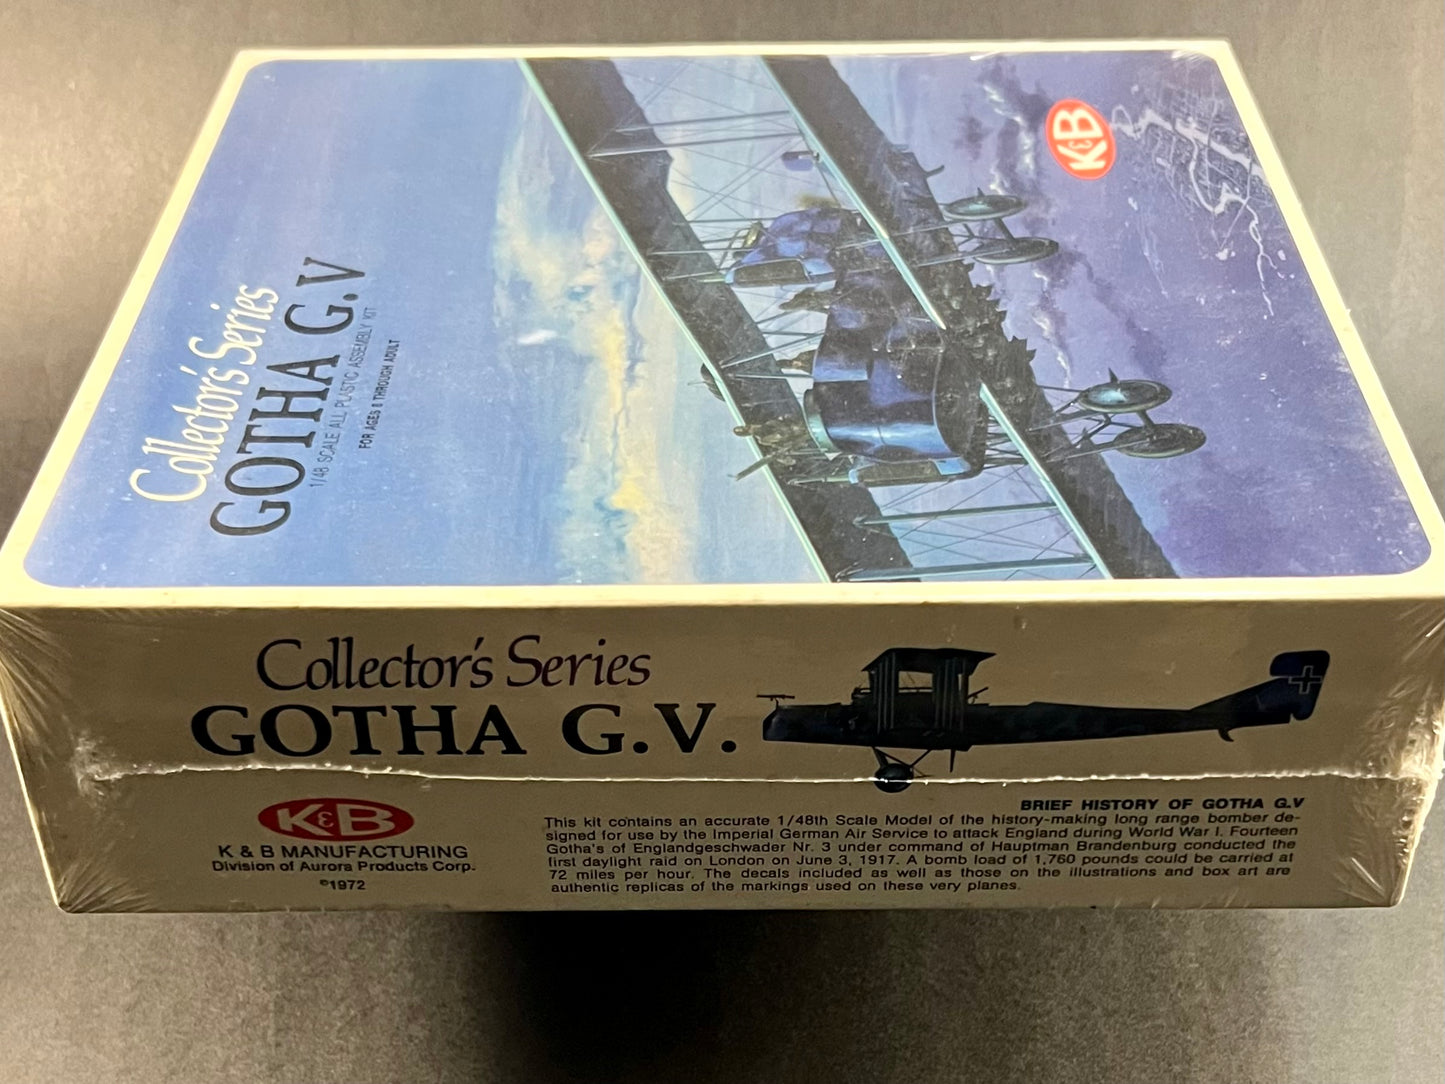 Collector's Series
GOTHA G.V
1/48 SCALE ALL PLASTIC ASSEMBLY KIT
FOR AGES 8 THROUGH ADULT
K&B
Collector's Series
GOTHA G.V.
K&B
K & B MANUFACTURING
Division of Aurora Products Corp.
©1972
BRIEF HISTORY OF GOTHA G.V
This kit contains an accurate 1/48th Scale Model of the history-making long range bomber de-
signed for use by the Imperial German Air Service to attack England during World War I. Fourteen
Gotha's of Englandgeschwader Nr. 3 under command of Hauptman Brandenburg conducted the
first daylight raid on London on June 3, 1917. A bomb load of 1,760 pounds could be carried at
72 miles per hour. The decals included as well as those on the illustrations and box art are
authentic replicas of the markings used on these very planes.